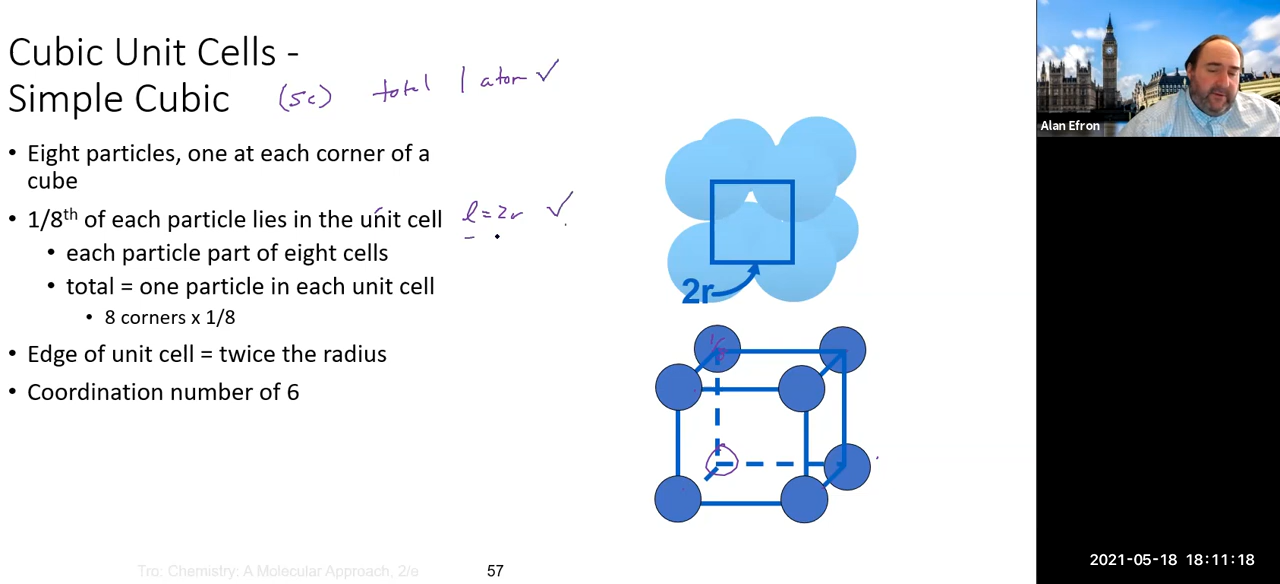 Cubic Unit Cells -
Simple Cubic (sc) total 1 atom ✓
• Eight particles, one at each corner of a
cube
• 1/8th of each particle lies in the unit cell l = 2r ✓
• each particle part of eight cells
• total = one particle in each unit cell
• 8 corners x 1/8
• Edge of unit cell = twice the radius
• Coordination number of 6
2r
1/8
Tro: Chemistry: A Molecular Approach, 2/e
57
Alan Efron
2021-05-18 18:11:18